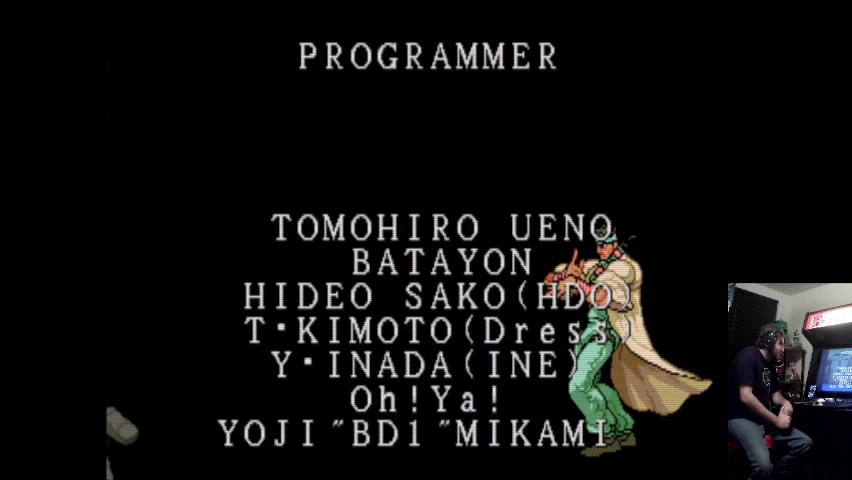 PROGRAMMER
TOMOHIRO UENO
BATAYON
HIDEO SAKO(HDO)
T·KIMOTO(Dress)
Y·INADA(INE)
Oh!Ya!
YOJI "BD1 "MIKAMI